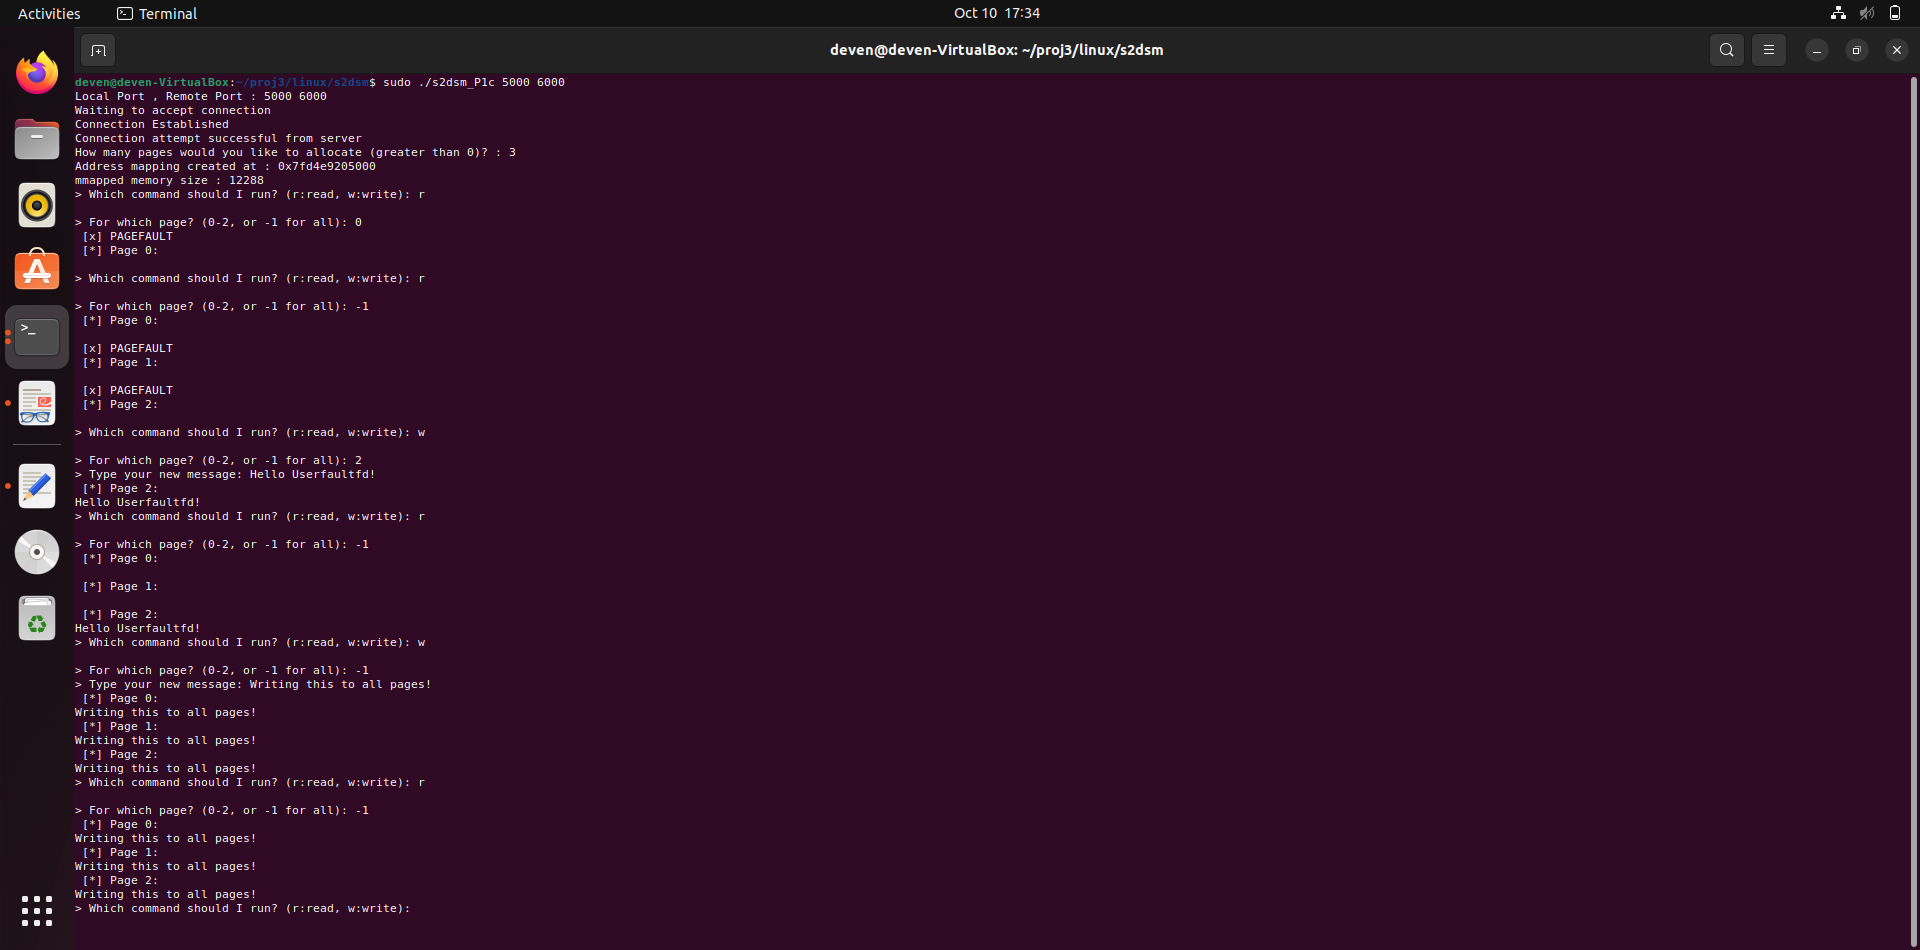 Activities
Terminal
Oct 10 17:34
deven@deven-VirtualBox: ~/proj3/linux/s2dsm
deven@deven-VirtualBox:~/proj3/linux/s2dsm$ sudo ./s2dsm_P1c 5000 6000
Local Port , Remote Port : 5000 6000
Waiting to accept connection
Connection Established
Connection attempt successful from server
How many pages would you like to allocate (greater than 0)? : 3
Address mapping created at : 0x7fd4e9205000
mmapped memory size : 12288
> Which command should I run? (r:read, w:write): r
> For which page? (0-2, or -1 for all): 0
[x] PAGEFAULT
[*] Page 0:
> Which command should I run? (r:read, w:write): r
> For which page? (0-2, or -1 for all): -1
[*] Page 0:
[x] PAGEFAULT
[*] Page 1:
[x] PAGEFAULT
[*] Page 2:
> Which command should I run? (r:read, w:write): w
> For which page? (0-2, or -1 for all): 2
> Type your new message: Hello Userfaultfd!
[*] Page 2:
Hello Userfaultfd!
> Which command should I run? (r:read, w:write): r
> For which page? (0-2, or -1 for all): -1
[*] Page 0:
[*] Page 1:
[*] Page 2:
Hello Userfaultfd!
> Which command should I run? (r:read, w:write): w
> For which page? (0-2, or -1 for all): -1
> Type your new message: Writing this to all pages!
[*] Page 0:
Writing this to all pages!
[*] Page 1:
Writing this to all pages!
[*] Page 2:
Writing this to all pages!
> Which command should I run? (r:read, w:write): r
> For which page? (0-2, or -1 for all): -1
[*] Page 0:
Writing this to all pages!
[*] Page 1:
Writing this to all pages!
[*] Page 2:
Writing this to all pages!
> Which command should I run? (r:read, w:write):